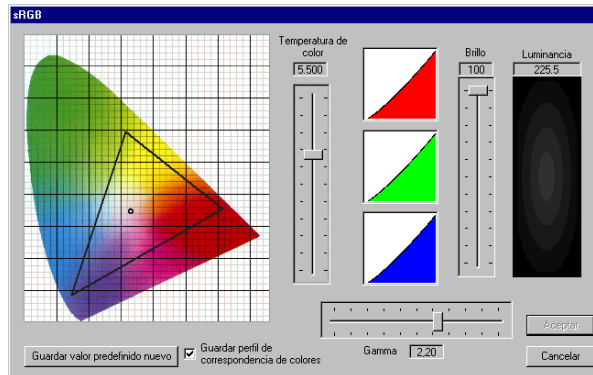 sRGB
Temperatura de
color
5.500
Brillo
100
Luminancia
225.5
Guardar valor predefinido nuevo
Guardar perfil de
correspondencia de colores
Gamma 2,20
Aceptar
Cancelar